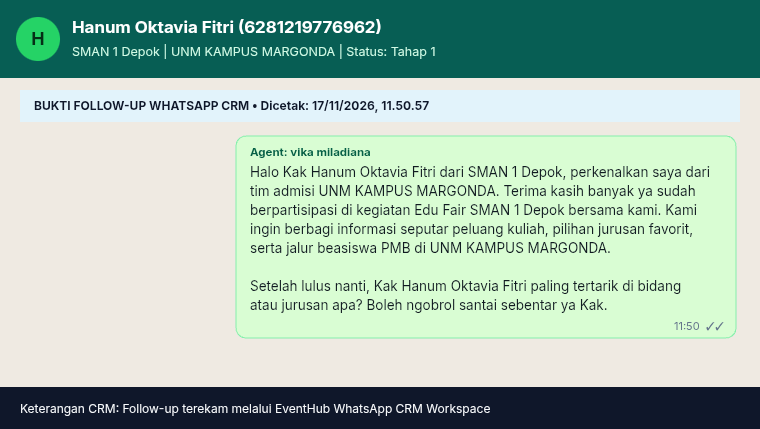 H
Hanum Oktavia Fitri (6281219776962)
SMAN 1 Depok | UNM KAMPUS MARGONDA | Status: Tahap 1
BUKTI FOLLOW-UP WHATSAPP CRM • Dicetak: 17/11/2026, 11.50.57
Agent: vika miladiana
Halo Kak Hanum Oktavia Fitri dari SMAN 1 Depok, perkenalkan saya dari
tim admisi UNM KAMPUS MARGONDA. Terima kasih banyak ya sudah
berpartisipasi di kegiatan Edu Fair SMAN 1 Depok bersama kami. Kami
ingin berbagi informasi seputar peluang kuliah, pilihan jurusan favorit,
serta jalur beasiswa PMB di UNM KAMPUS MARGONDA.
Setelah lulus nanti, Kak Hanum Oktavia Fitri paling tertarik di bidang
atau jurusan apa? Boleh ngobrol santai sebentar ya Kak.
11:50 ✓✓
Keterangan CRM: Follow-up terekam melalui EventHub WhatsApp CRM Workspace